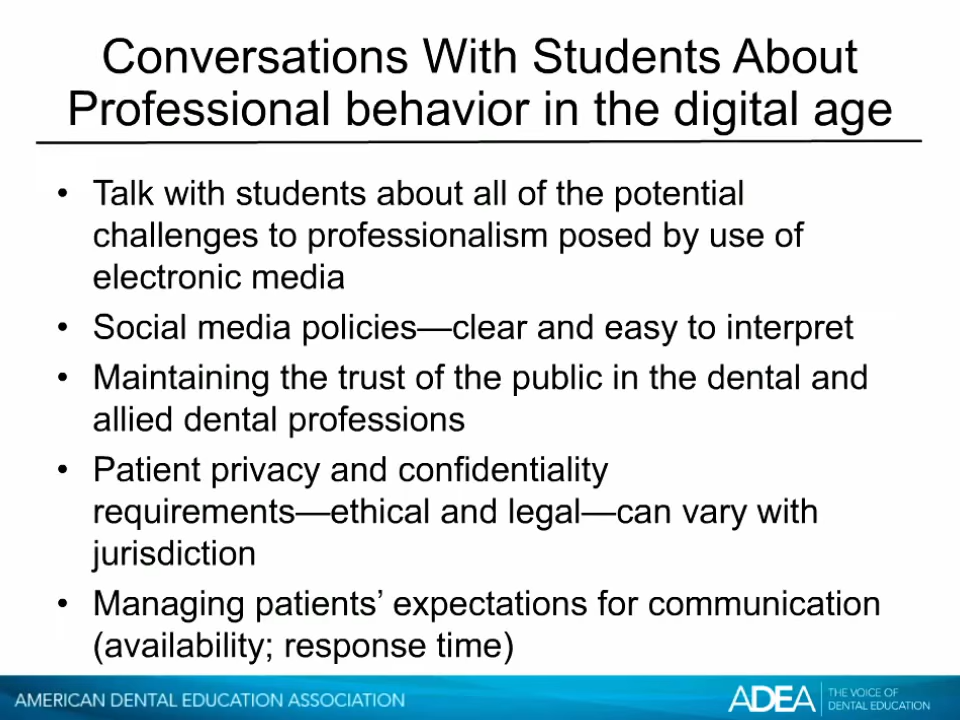 Conversations With Students About
Professional behavior in the digital age
• Talk with students about all of the potential
challenges to professionalism posed by use of
electronic media
• Social media policies—clear and easy to interpret
• Maintaining the trust of the public in the dental and
allied dental professions
• Patient privacy and confidentiality
requirements—ethical and legal—can vary with
jurisdiction
• Managing patients’ expectations for communication
(availability; response time)
AMERICAN DENTAL EDUCATION ASSOCIATION
ADEA
THE VOICE OF
DENTAL EDUCATION